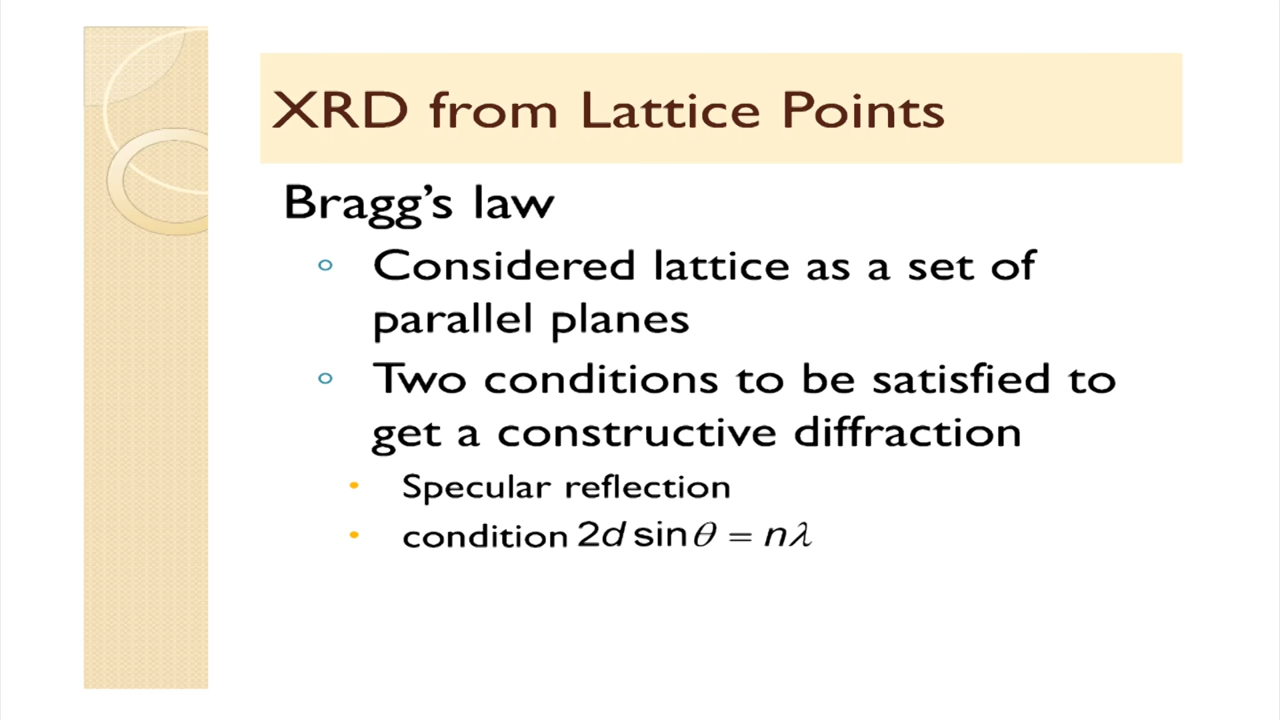 XRD from Lattice Points
Bragg’s law
Considered lattice as a set of
parallel planes
Two conditions to be satisfied to
get a constructive diffraction
Specular reflection
condition 2d sin θ = nλ